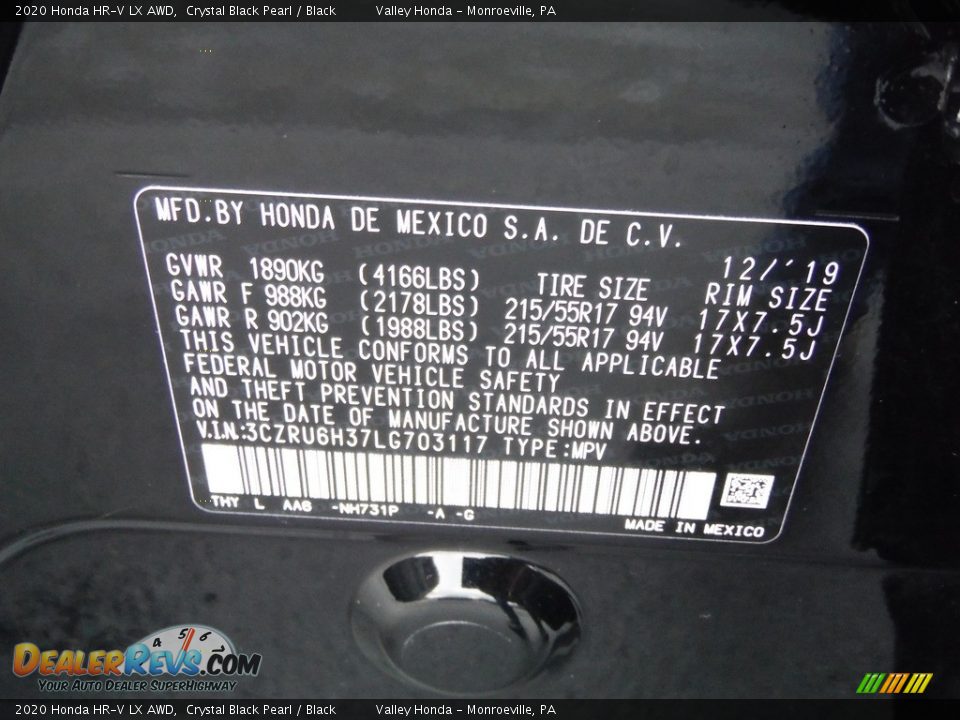 2020 Honda HR-V LX AWD, Crystal Black Pearl / Black Valley Honda - Monroeville, PA
MFD.BY HONDA DE MEXICO S.A. DE C.V.
12/´19
GVWR 1890KG (4166LBS) TIRE SIZE RIM SIZE
GAWR F 988KG (2178LBS) 215/55R17 94V 17X7.5J
GAWR R 902KG (1988LBS) 215/55R17 94V 17X7.5J
THIS VEHICLE CONFORMS TO ALL APPLICABLE
FEDERAL MOTOR VEHICLE SAFETY
AND THEFT PREVENTION STANDARDS IN EFFECT
ON THE DATE OF MANUFACTURE SHOWN ABOVE.
V.I.N.:3CZRU6H37LG703117 TYPE:MPV
THY L AA6 -NH731P -A -G
MADE IN MEXICO
4 5 6
DEALERREVS.COM
YOUR AUTO DEALER SUPERHIGHWAY
2020 Honda HR-V LX AWD, Crystal Black Pearl / Black Valley Honda - Monroeville, PA